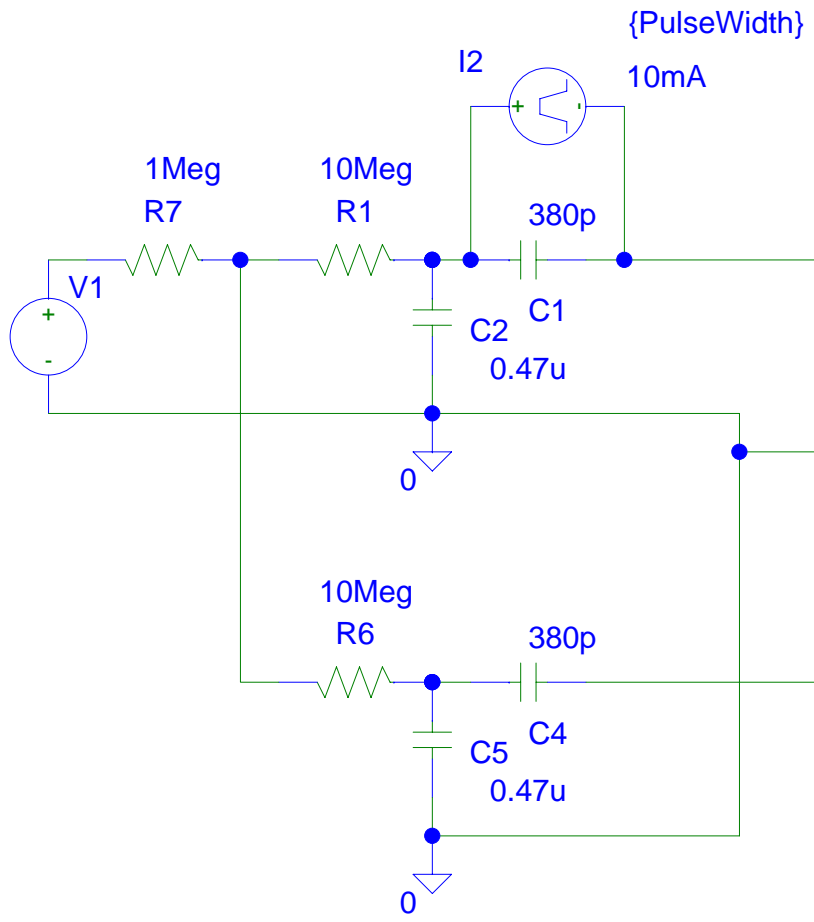 {PulseWidth}
I2
10mA
1Meg
10Meg
R7
R1
380p
V1
+
-
+
-
C1
C2
0.47u
0
10Meg
R6
380p
C4
C5
0.47u
0